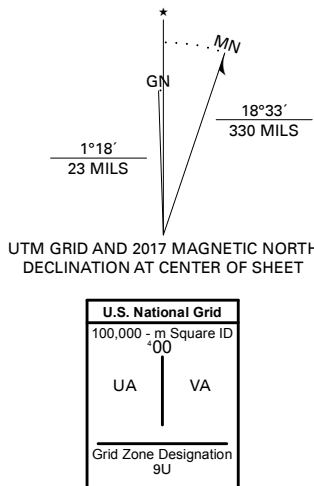 ★
MN
GN
18°33´
330 MILS
1°18´
23 MILS
UTM GRID AND 2017 MAGNETIC NORTH
DECLINATION AT CENTER OF SHEET
U.S. National Grid
100,000 - m Square ID
⁴00
UA VA
Grid Zone Designation
9U